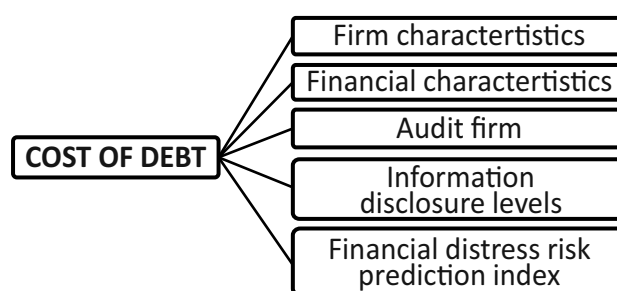 Firm charactertistics
Financial charactertistics
Audit firm
COST OF DEBT
Information
disclosure levels
Financial distress risk
prediction index